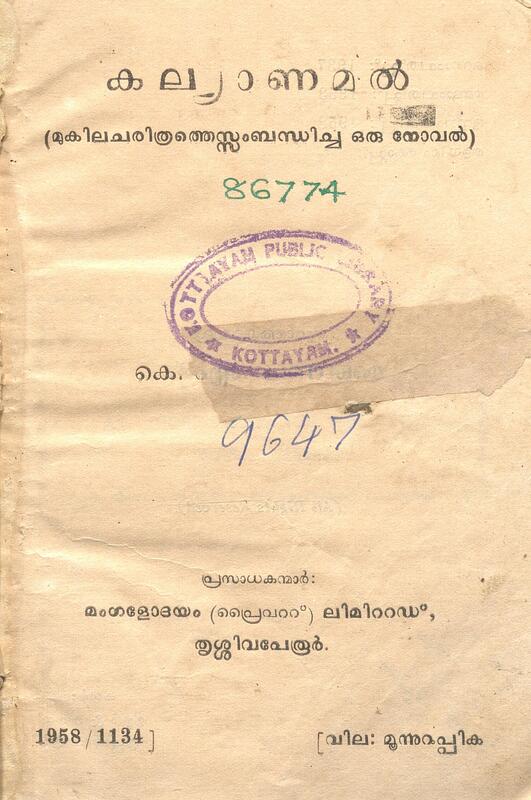 കല്യാണമൽ
(മുകിലചരിത്രത്തെസ്സംബന്ധിച്ച ഒരു നോവൽ)
86774
KOTTAYAM PUBLIC LIBRARY
KOTTAYAM.
കെ.
9647
പ്രസാധകന്മാർ:
മംഗളോദയം (പ്രൈവററ്) ലിമിററഡ്,
തൃശ്ശിവപേരൂർ.
1958/1134] [വില: മൂന്നുറുപ്പിക